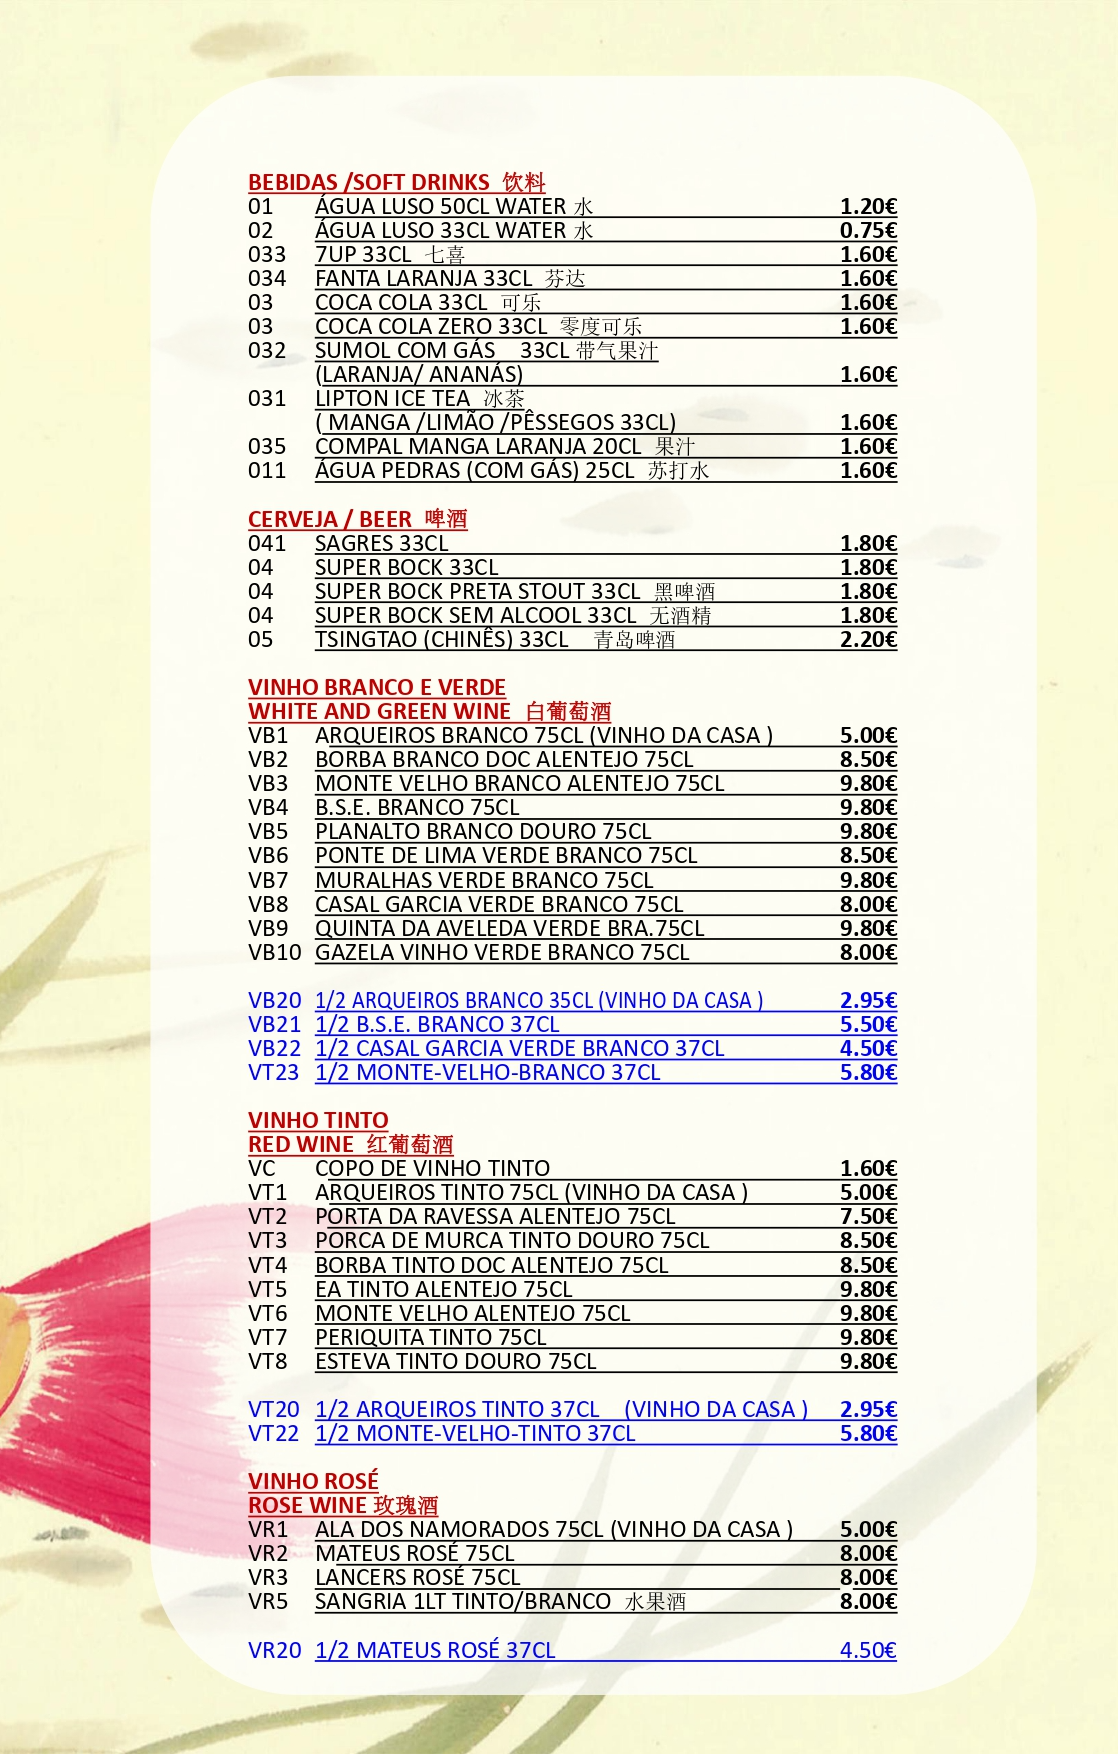 BEBIDAS /SOFT DRINKS 饮料
01 ÁGUA LUSO 50CL WATER 水 1.20€
02 ÁGUA LUSO 33CL WATER 水 0.75€
033 7UP 33CL 七喜 1.60€
034 FANTA LARANJA 33CL 芬达 1.60€
03 COCA COLA 33CL 可乐 1.60€
03 COCA COLA ZERO 33CL 零度可乐 1.60€
032 SUMOL COM GÁS 33CL 带气果汁
(LARANJA/ ANANÁS) 1.60€
031 LIPTON ICE TEA 冰茶
( MANGA /LIMÃO /PÊSSEGOS 33CL) 1.60€
035 COMPAL MANGA LARANJA 20CL 果汁 1.60€
011 ÁGUA PEDRAS (COM GÁS) 25CL 苏打水 1.60€
CERVEJA / BEER 啤酒
041 SAGRES 33CL 1.80€
04 SUPER BOCK 33CL 1.80€
04 SUPER BOCK PRETA STOUT 33CL 黑啤酒 1.80€
04 SUPER BOCK SEM ALCOOL 33CL 无酒精 1.80€
05 TSINGTAO (CHINÊS) 33CL 青岛啤酒 2.20€
VINHO BRANCO E VERDE
WHITE AND GREEN WINE 白葡萄酒
VB1 ARQUEIROS BRANCO 75CL (VINHO DA CASA ) 5.00€
VB2 BORBA BRANCO DOC ALENTEJO 75CL 8.50€
VB3 MONTE VELHO BRANCO ALENTEJO 75CL 9.80€
VB4 B.S.E. BRANCO 75CL 9.80€
VB5 PLANALTO BRANCO DOURO 75CL 9.80€
VB6 PONTE DE LIMA VERDE BRANCO 75CL 8.50€
VB7 MURALHAS VERDE BRANCO 75CL 9.80€
VB8 CASAL GARCIA VERDE BRANCO 75CL 8.00€
VB9 QUINTA DA AVELEDA VERDE BRA.75CL 9.80€
VB10 GAZELA VINHO VERDE BRANCO 75CL 8.00€
VB20 1/2 ARQUEIROS BRANCO 35CL (VINHO DA CASA ) 2.95€
VB21 1/2 B.S.E. BRANCO 37CL 5.50€
VB22 1/2 CASAL GARCIA VERDE BRANCO 37CL 4.50€
VT23 1/2 MONTE-VELHO-BRANCO 37CL 5.80€
VINHO TINTO
RED WINE 红葡萄酒
VC COPO DE VINHO TINTO 1.60€
VT1 ARQUEIROS TINTO 75CL (VINHO DA CASA ) 5.00€
VT2 PORTA DA RAVESSA ALENTEJO 75CL 7.50€
VT3 PORCA DE MURCA TINTO DOURO 75CL 8.50€
VT4 BORBA TINTO DOC ALENTEJO 75CL 8.50€
VT5 EA TINTO ALENTEJO 75CL 9.80€
VT6 MONTE VELHO ALENTEJO 75CL 9.80€
VT7 PERIQUITA TINTO 75CL 9.80€
VT8 ESTEVA TINTO DOURO 75CL 9.80€
VT20 1/2 ARQUEIROS TINTO 37CL (VINHO DA CASA ) 2.95€
VT22 1/2 MONTE-VELHO-TINTO 37CL 5.80€
VINHO ROSÉ
ROSE WINE 玫瑰酒
VR1 ALA DOS NAMORADOS 75CL (VINHO DA CASA ) 5.00€
VR2 MATEUS ROSÉ 75CL 8.00€
VR3 LANCERS ROSÉ 75CL 8.00€
VR5 SANGRIA 1LT TINTO/BRANCO 水果酒 8.00€
VR20 1/2 MATEUS ROSÉ 37CL 4.50€